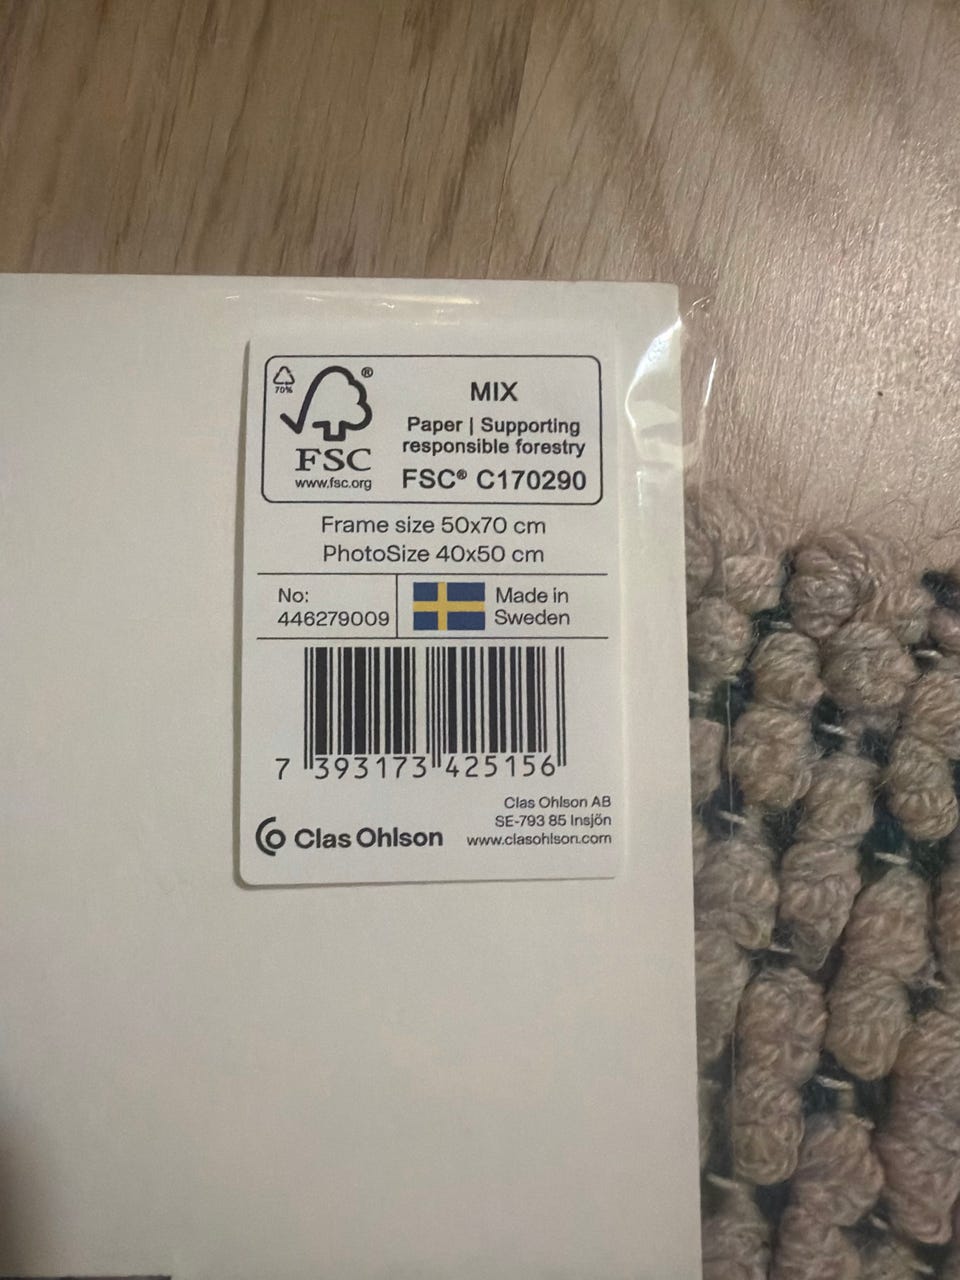 70%
®
FSC
www.fsc.org
MIX
Paper | Supporting
responsible forestry
FSC® C170290
Frame size 50x70 cm
PhotoSize 40x50 cm
No:
446279009
Made in
Sweden
7 393173 425156
Clas Ohlson
Clas Ohlson AB
SE-793 85 Insjön
www.clasohlson.com